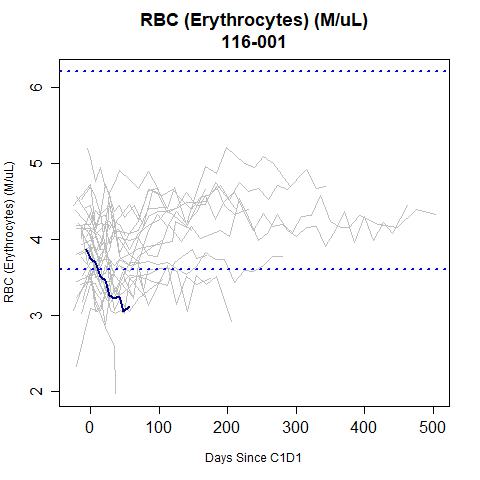 RBC (Erythrocytes) (M/uL)
116-001
RBC (Erythrocytes) (M/uL)
6
5
4
3
2
0 100 200 300 400 500
Days Since C1D1